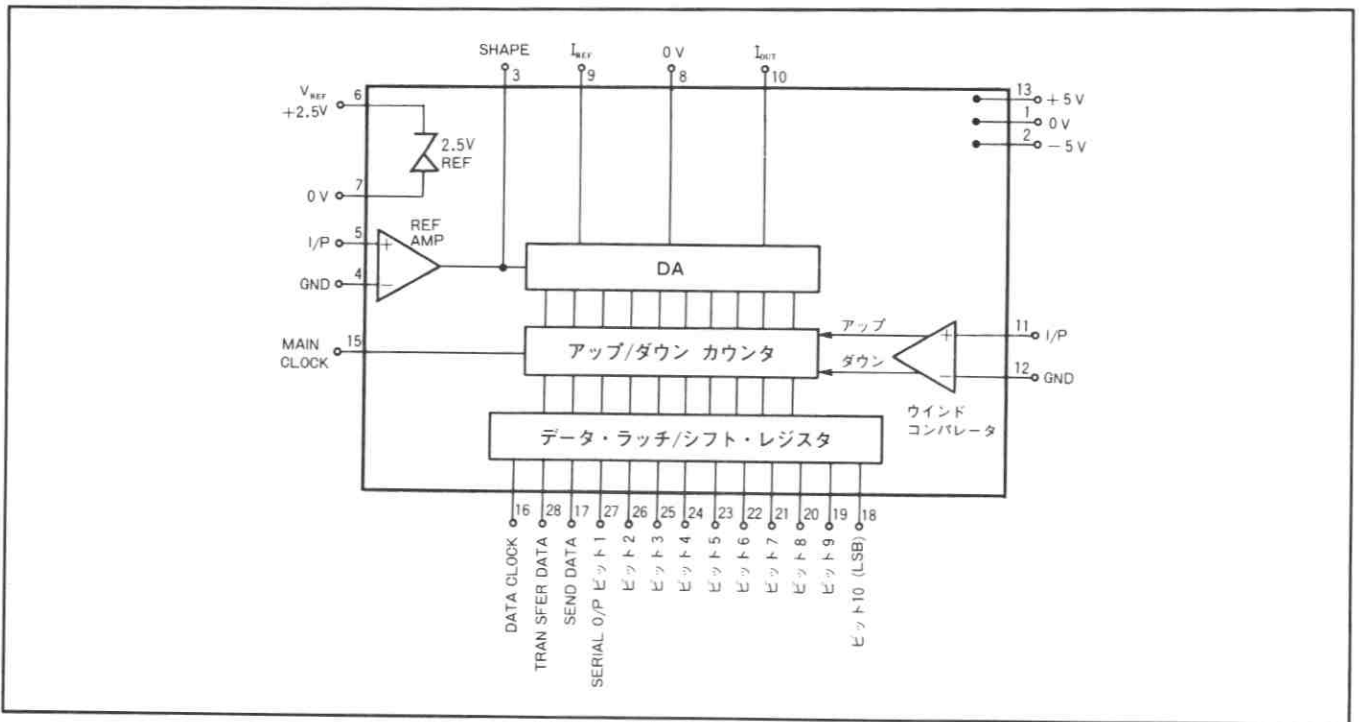 SHAPE
3
I_REF
9
0V
8
I_OUT
10
V_REF
+2.5V
6
2.5V
REF
0V
7
REF
AMP
I/P
5
+
GND
4
−
MAIN
CLOCK
15
13
+5V
1
0V
2
−5V
DA
アップ/ダウン カウンタ
アップ
ダウン
+
−
11
I/P
12
GND
ウインド
コンパレータ
データ・ラッチ/シフト・レジスタ
16
28
17
27
26
25
24
23
22
21
20
19
18
DATA CLOCK
TRAN SFER DATA
SEND DATA
SERIAL O/P ビット1
ビット2
ビット3
ビット4
ビット5
ビット6
ビット7
ビット8
ビット9
ビット10 (LSB)